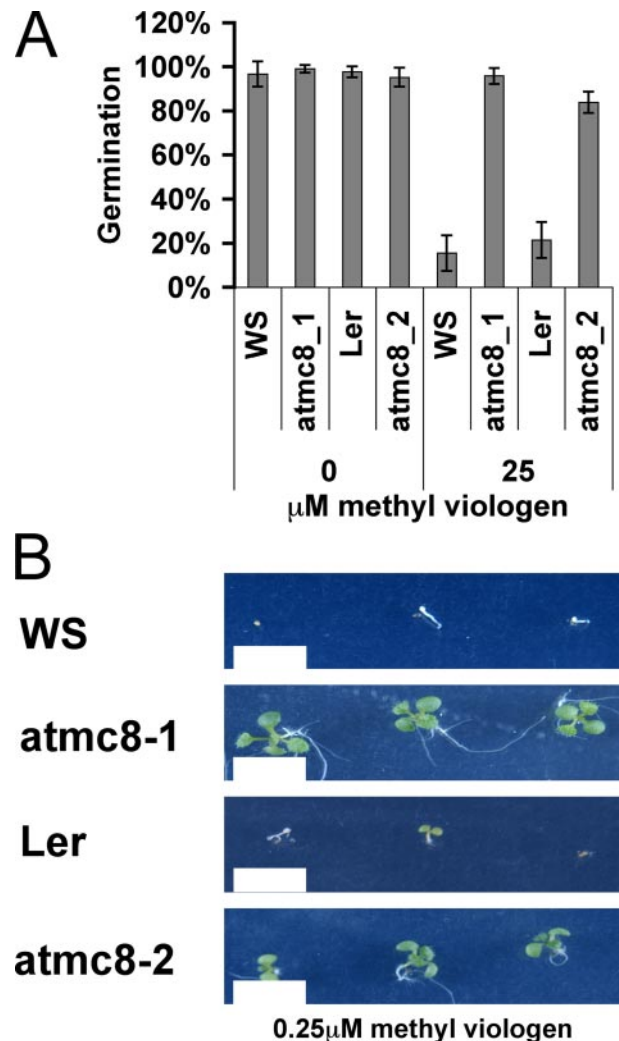 A
Germination
120%
100%
80%
60%
40%
20%
0%
WS
atmc8_1
Ler
atmc8_2
WS
atmc8_1
Ler
atmc8_2
0
25
μM methyl viologen
B
WS
atmc8-1
Ler
atmc8-2
0.25μM methyl viologen